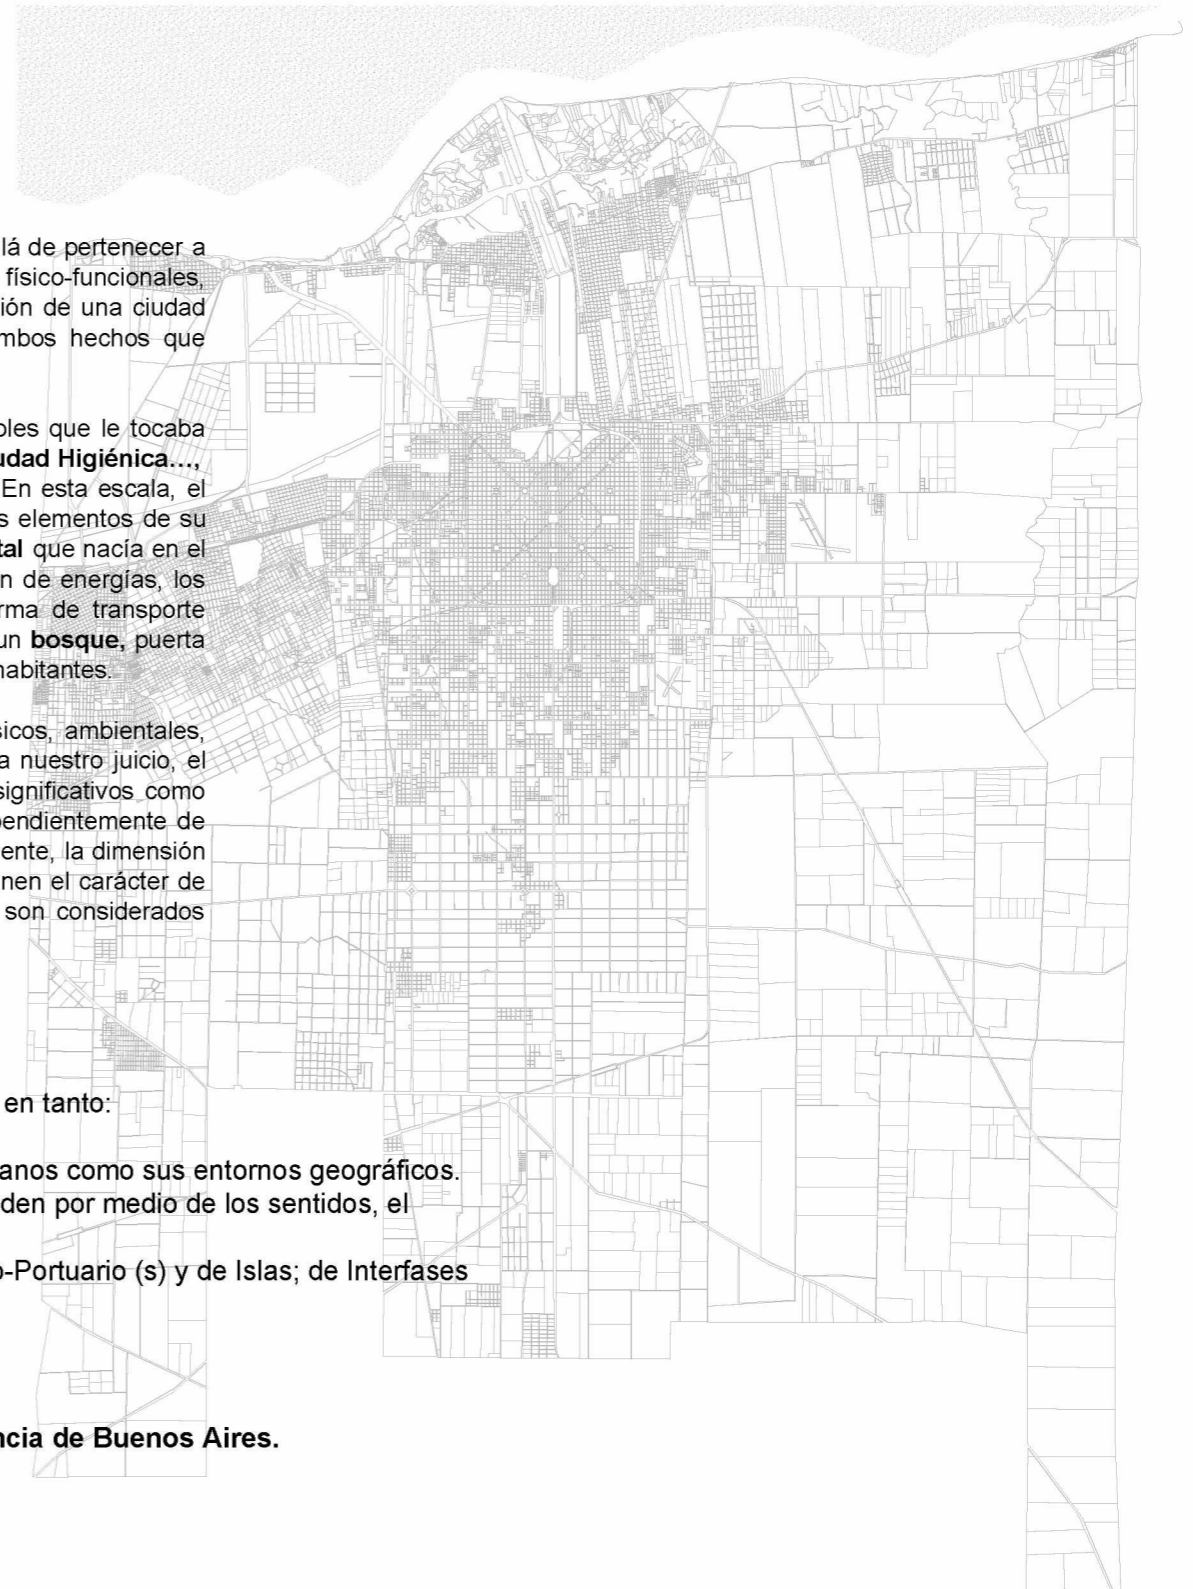 lá de pertenecer a
físico-funcionales,
ión de una ciudad
mbos hechos que
oles que le tocaba
udad Higiénica...,
En esta escala, el
s elementos de su
tal que nacía en el
n de energías, los
rma de transporte
un bosque, puerta
habitantes.
sicos, ambientales,
a nuestro juicio, el
significativos como
pendientemente de
ente, la dimensión
nen el carácter de
son considerados
en tanto:
anos como sus entornos geográficos.
den por medio de los sentidos, el
o-Portuario (s) y de Islas; de Interfases
ncia de Buenos Aires.